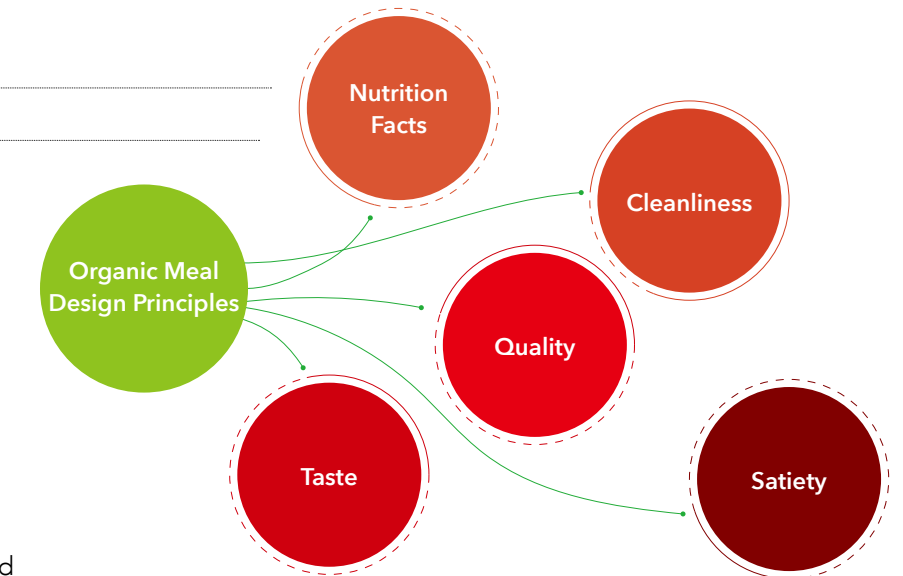 Nutrition
Facts
Cleanliness
Organic Meal
Design Principles
Quality
Taste
Satiety
d